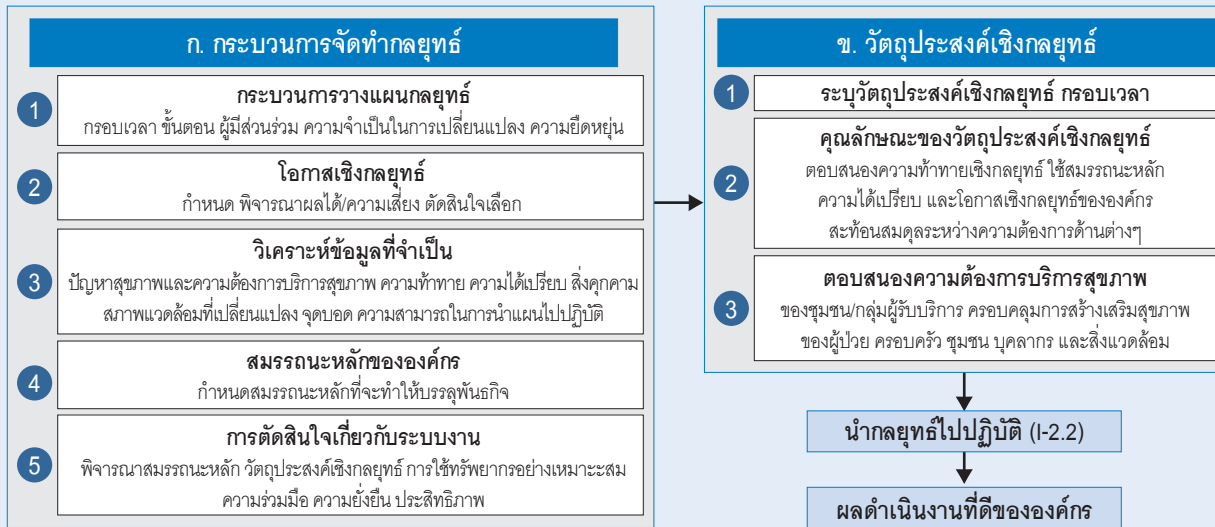 ก. กระบวนการจัดทำกลยุทธ์
1
กระบวนการวางแผนกลยุทธ์
กรอบเวลา ขั้นตอน ผู้มีส่วนร่วม ความจำเป็นในการเปลี่ยนแปลง ความยืดหยุ่น
2
โอกาสเชิงกลยุทธ์
กำหนด พิจารณาผลได้/ความเสี่ยง ตัดสินใจเลือก
3
วิเคราะห์ข้อมูลที่จำเป็น
ปัญหาสุขภาพและความต้องการบริการสุขภาพ ความท้าทาย ความได้เปรียบ สิ่งคุกคาม
สภาพแวดล้อมที่เปลี่ยนแปลง จุดบอด ความสามารถในการนำแผนไปปฏิบัติ
4
สมรรถนะหลักขององค์กร
กำหนดสมรรถนะหลักที่จะทำให้บรรลุพันธกิจ
5
การตัดสินใจเกี่ยวกับระบบงาน
พิจารณาสมรรถนะหลัก วัตถุประสงค์เชิงกลยุทธ์ การใช้ทรัพยากรอย่างเหมาะะสม
ความร่วมมือ ความยั่งยืน ประสิทธิภาพ
ข. วัตถุประสงค์เชิงกลยุทธ์
1
ระบุวัตถุประสงค์เชิงกลยุทธ์ กรอบเวลา
2
คุณลักษณะของวัตถุประสงค์เชิงกลยุทธ์
ตอบสนองความท้าทายเชิงกลยุทธ์ ใช้สมรรถนะหลัก
ความได้เปรียบ และโอกาสเชิงกลยุทธ์ขององค์กร
สะท้อนสมดุลระหว่างความต้องการด้านต่างๆ
3
ตอบสนองความต้องการบริการสุขภาพ
ของชุมชน/กลุ่มผู้รับบริการ ครอบคลุมการสร้างเสริมสุขภาพ
ของผู้ป่วย ครอบครัว ชุมชน บุคลากร และสิ่งแวดล้อม
นำกลยุทธ์ไปปฏิบัติ (I-2.2)
ผลดำเนินงานที่ดีขององค์กร